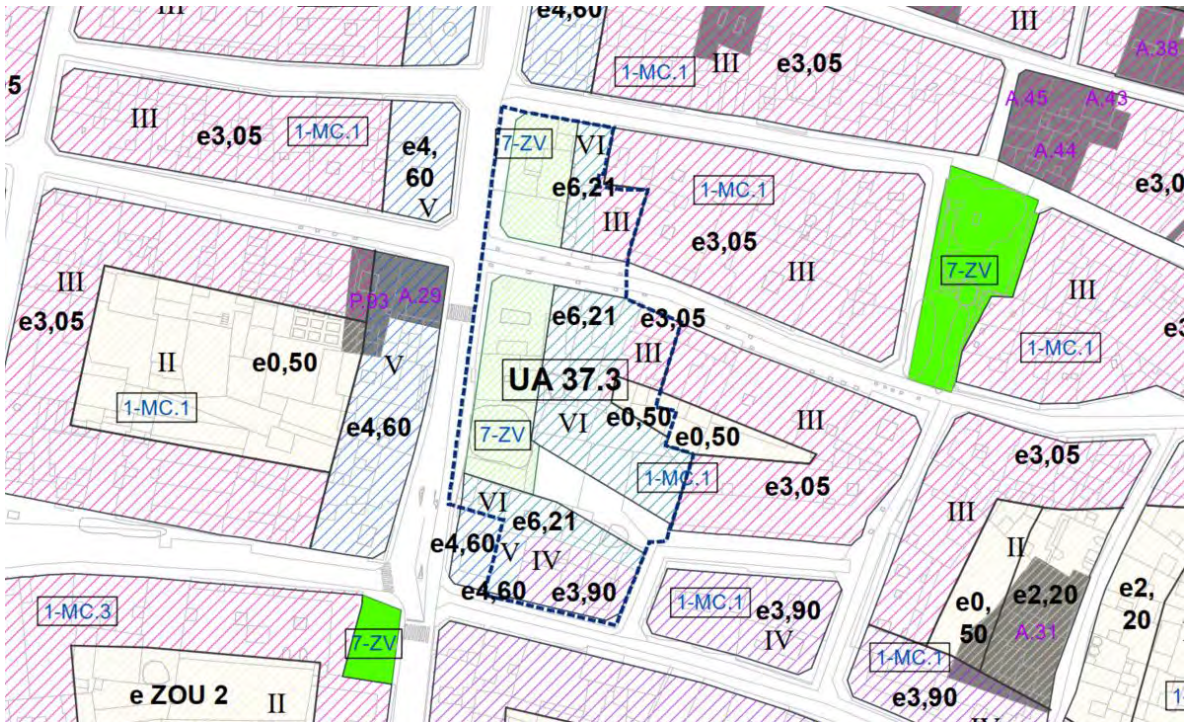 III
e4,60
III
A.38
1-MC.1
III
e3,05
5
A.45
A.43
III
e3,05
1-MC.1
e4,
60
V
7-ZV
VI
A.44
e6,21
1-MC.1
e3,0
III
e3,05
III
7-ZV
III
III
e3,05
P.93
A.29
e6,21
e3,05
e3
1-MC.1
II
e0,50
V
UA 37.3
III
1-MC.1
e4,60
7-ZV
VI
e0,50
e0,50
III
1-MC.1
e3,05
e3,05
VI
e6,21
III
e4,60
V
IV
II
e4,60
e3,90
1-MC.1
e3,90
IV
e0,
50
e2,20
e2,
20
1-MC.3
7-ZV
A.31
1-MC.1
e ZOU 2
II
e3,90
IV
1-